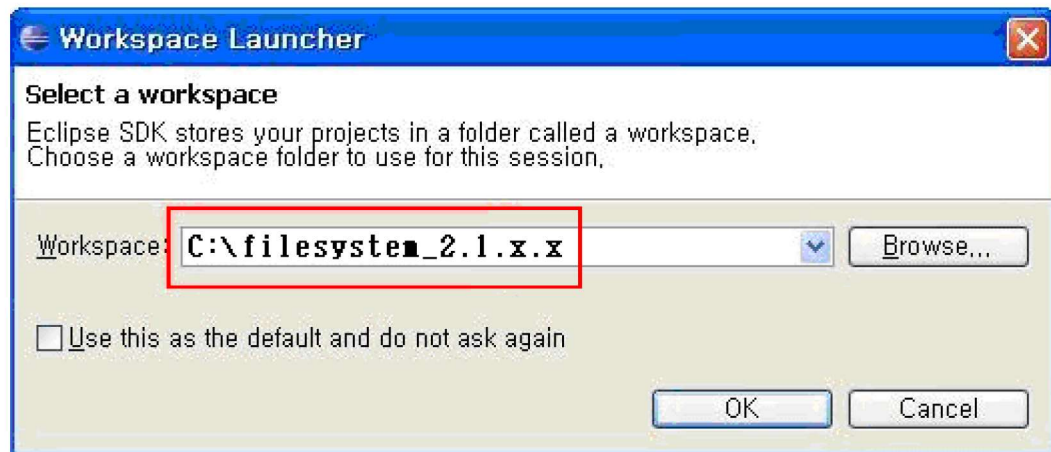 Workspace Launcher
Select a workspace
Eclipse SDK stores your projects in a folder called a workspace,
Choose a workspace folder to use for this session,
Workspace: C:\filesystem_2.1.x.x Browse,,,
Use this as the default and do not ask again
OK Cancel